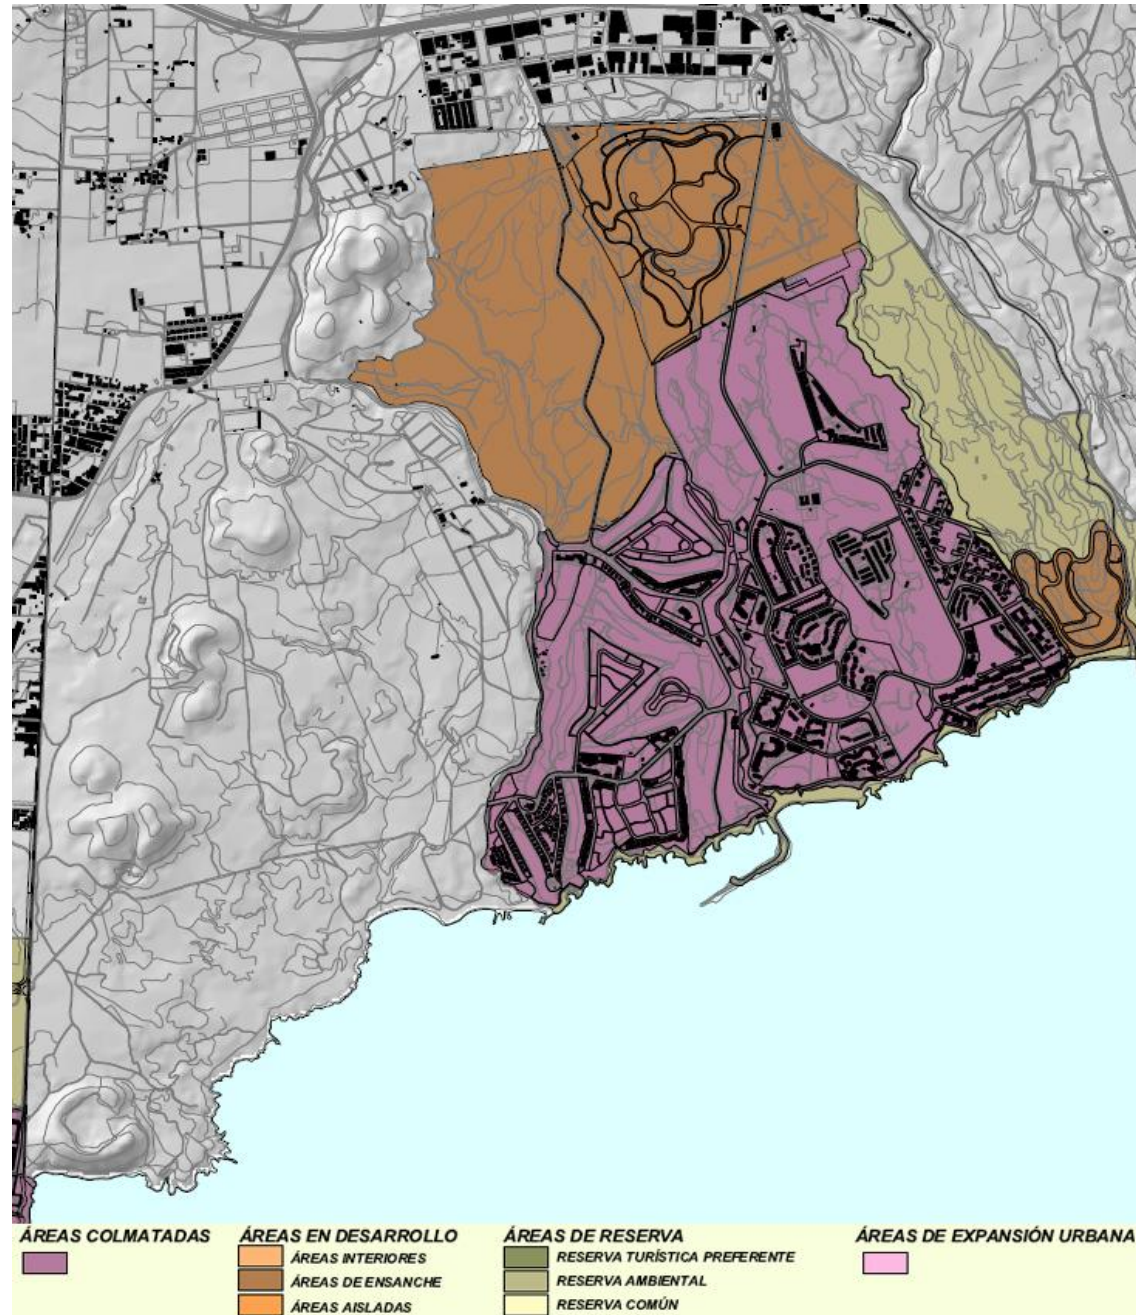 ÁREAS COLMATADAS
ÁREAS EN DESARROLLO
ÁREAS INTERIORES
ÁREAS DE ENSANCHE
ÁREAS AISLADAS
ÁREAS DE RESERVA
RESERVA TURÍSTICA PREFERENTE
RESERVA AMBIENTAL
RESERVA COMÚN
ÁREAS DE EXPANSIÓN URBANA